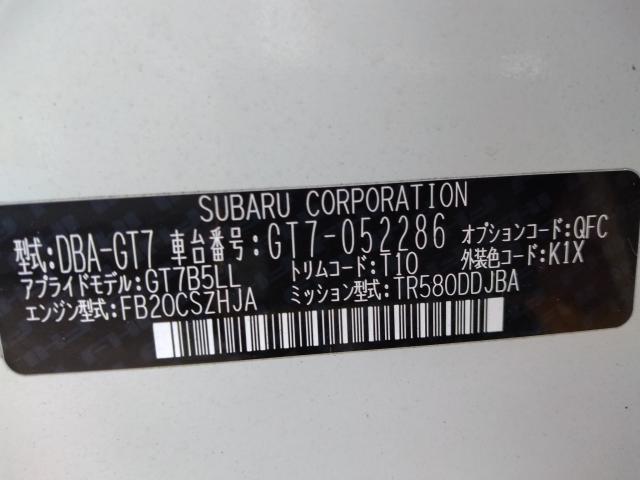 SUBARU CORPORATION
型式:DBA-GT7 車台番号:GT7-052286 オプションコード:QFC
アプライドモデル:GT7B5LL トリムコード:T10 外装色コード:K1X
エンジン型式:FB20CSZHJA ミッション型式:TR580DDJBA